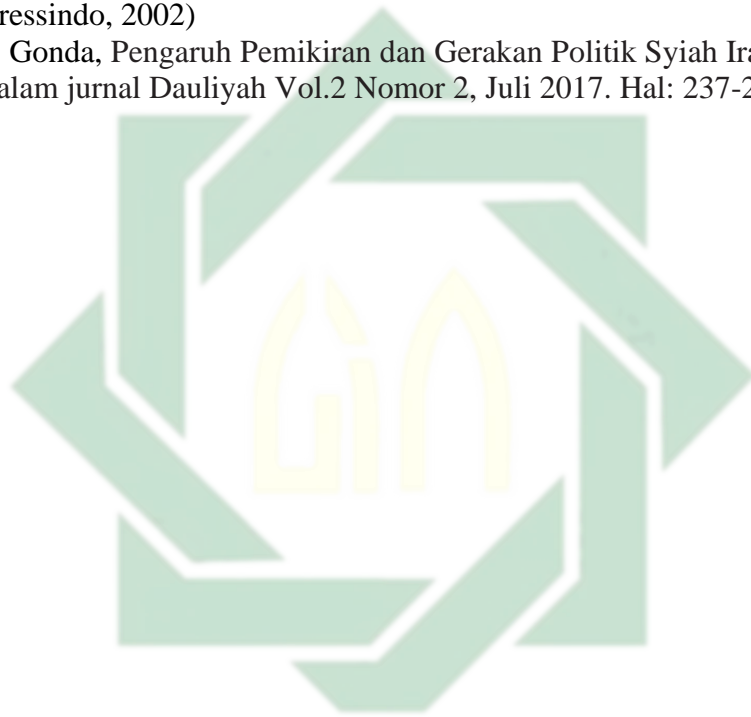 ressindo, 2002)
Gonda, Pengaruh Pemikiran dan Gerakan Politik Syiah Ira
alam jurnal Dauliyah Vol.2 Nomor 2, Juli 2017. Hal: 237-2